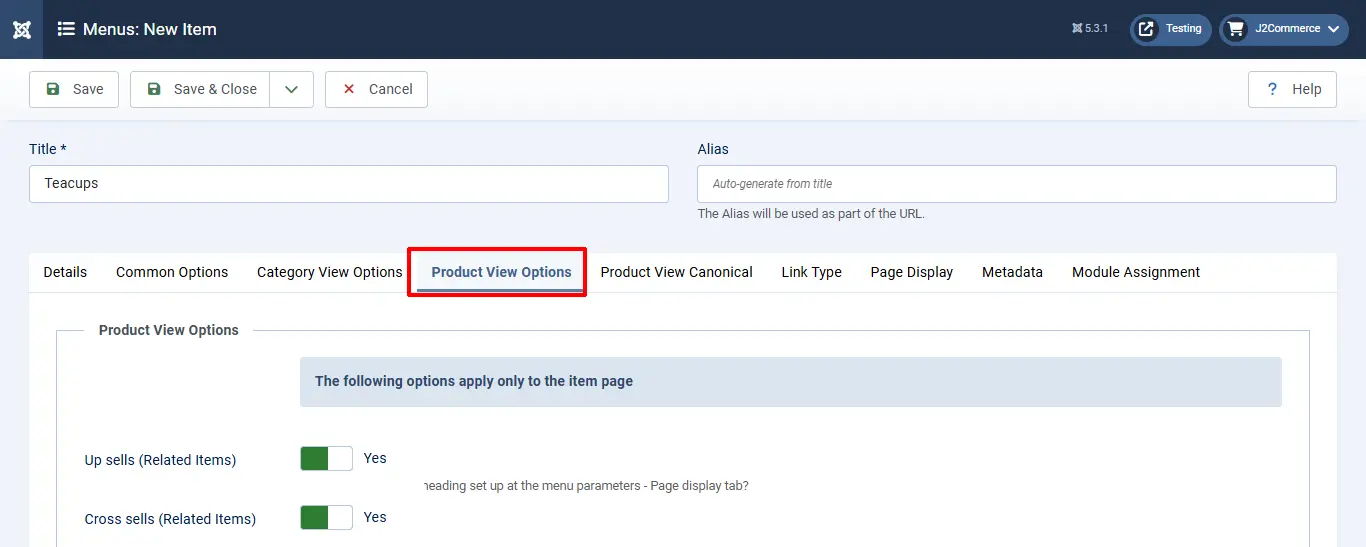 Menus: New Item
5.3.1
Testing
J2Commerce
Save
Save & Close
Cancel
? Help
Title *
Alias
Teacups
Auto-generate from title
The Alias will be used as part of the URL.
Details
Common Options
Category View Options
Product View Options
Product View Canonical
Link Type
Page Display
Metadata
Module Assignment
Product View Options
The following options apply only to the item page
Up sells (Related Items)
Yes
heading set up at the menu parameters - Page display tab?
Cross sells (Related Items)
Yes